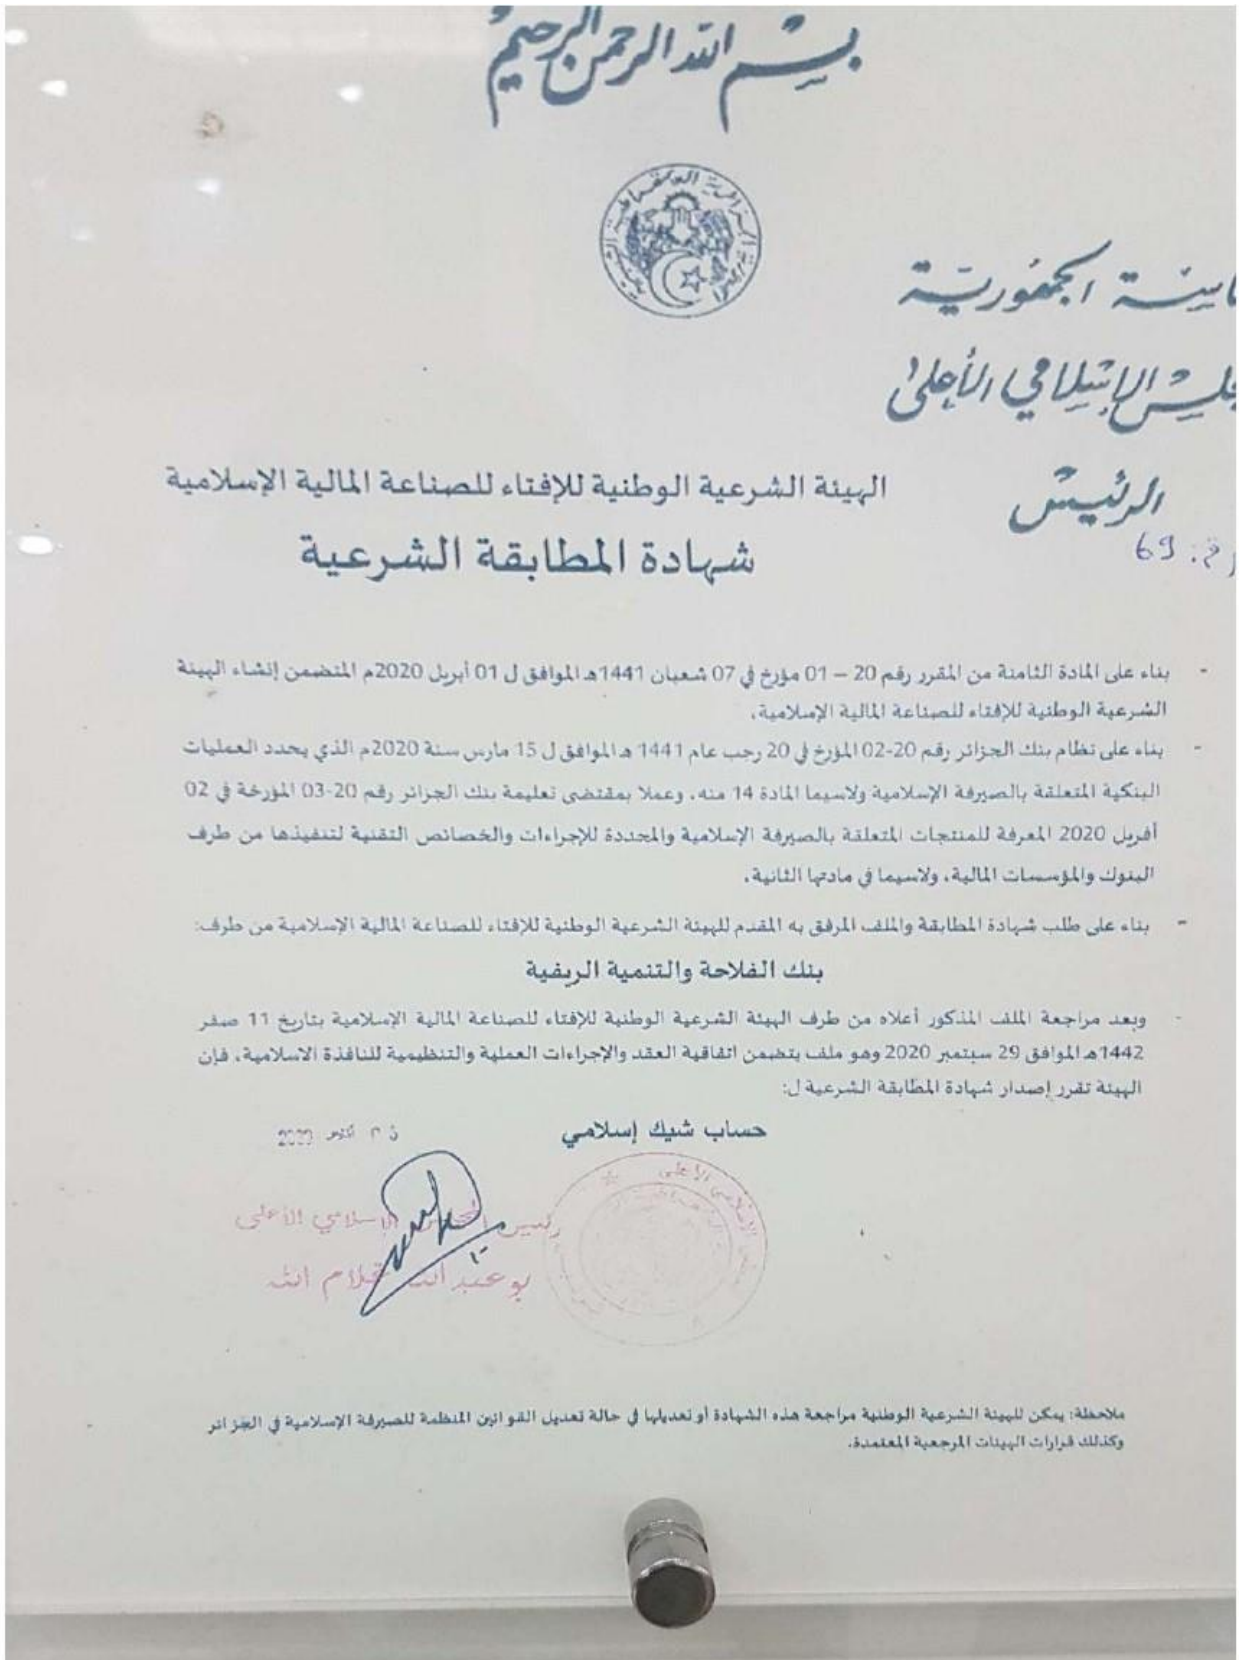 بسم الله الرحمن الرحيم
الجمهورية
الإسلامي الأعلى
الرئيس
69
الهيئة الشرعية الوطنية للإفتاء للصناعة المالية الإسلامية
شهادة المطابقة الشرعية
- بناء على المادة الثامنة من المقرر رقم 20 – 01 مؤرخ في 07 شعبان 1441هـ الموافق ل 01 أبريل 2020م المتضمن إنشاء الهيئة
الشرعية الوطنية للإفتاء للصناعة المالية الإسلامية،
- بناء على نظام بنك الجزائر رقم 20-02 المؤرخ في 20 رجب عام 1441 هـ الموافق ل 15 مارس سنة 2020م الذي يحدد العمليات
البنكية المتعلقة بالصيرفة الإسلامية ولاسيما المادة 14 منه، وعملا بمقتضى تعليمة بنك الجزائر رقم 20-03 المؤرخة في 02
أفريل 2020 المعرفة للمنتجات المتعلقة بالصيرفة الإسلامية والمحددة للإجراءات والخصائص التقنية لتنفيذها من طرف
البنوك والمؤسسات المالية، ولاسيما في مادتها الثانية،
- بناء على طلب شهادة المطابقة والملف المرفق به المقدم للهيئة الشرعية الوطنية للإفتاء للصناعة المالية الإسلامية من طرف:
بنك الفلاحة والتنمية الريفية
- وبعد مراجعة الملف المذكور أعلاه من طرف الهيئة الشرعية الوطنية للإفتاء للصناعة المالية الإسلامية بتاريخ 11 صفر
1442هـ الموافق 29 سبتمبر 2020 وهو ملف يتضمن اتفاقية العقد والإجراءات العملية والتنظيمية للنافذة الاسلامية، فإن
الهيئة تقرر إصدار شهادة المطابقة الشرعية ل:
حساب شيك إسلامي
رئيس المجلس الإسلامي الأعلى
بو عبد الله غلام الله
ملاحظة: يمكن للهيئة الشرعية الوطنية مراجعة هذه الشهادة أو تعديلها في حالة تعديل القوانين المنظمة للصيرفة الإسلامية في الجزائر
وكذلك قرارات الهيئات المرجعية المعتمدة.